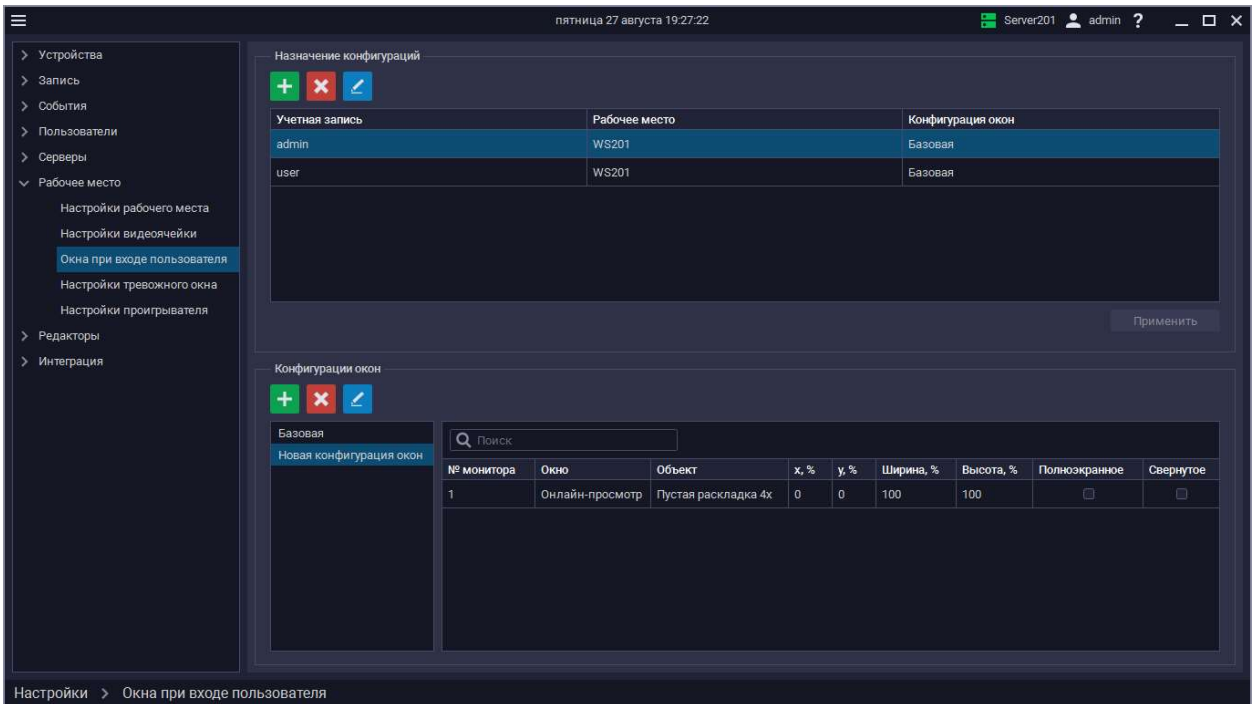 пятница 27 августа 19:27:22 Server201 admin ?
Устройства
Запись
События
Пользователи
Серверы
Рабочее место
Настройки рабочего места
Настройки видеоячейки
Окна при входе пользователя
Настройки тревожного окна
Настройки проигрывателя
Редакторы
Интеграция
Назначение конфигураций
Учетная запись Рабочее место Конфигурация окон
admin WS201 Базовая
user WS201 Базовая
Применить
Конфигурации окон
Базовая
Новая конфигурация окон
Поиск
№ монитора Окно Объект x, % y, % Ширина, % Высота, % Полноэкранное Свернутое
1 Онлайн-просмотр Пустая раскладка 4x 0 0 100 100
Настройки > Окна при входе пользователя